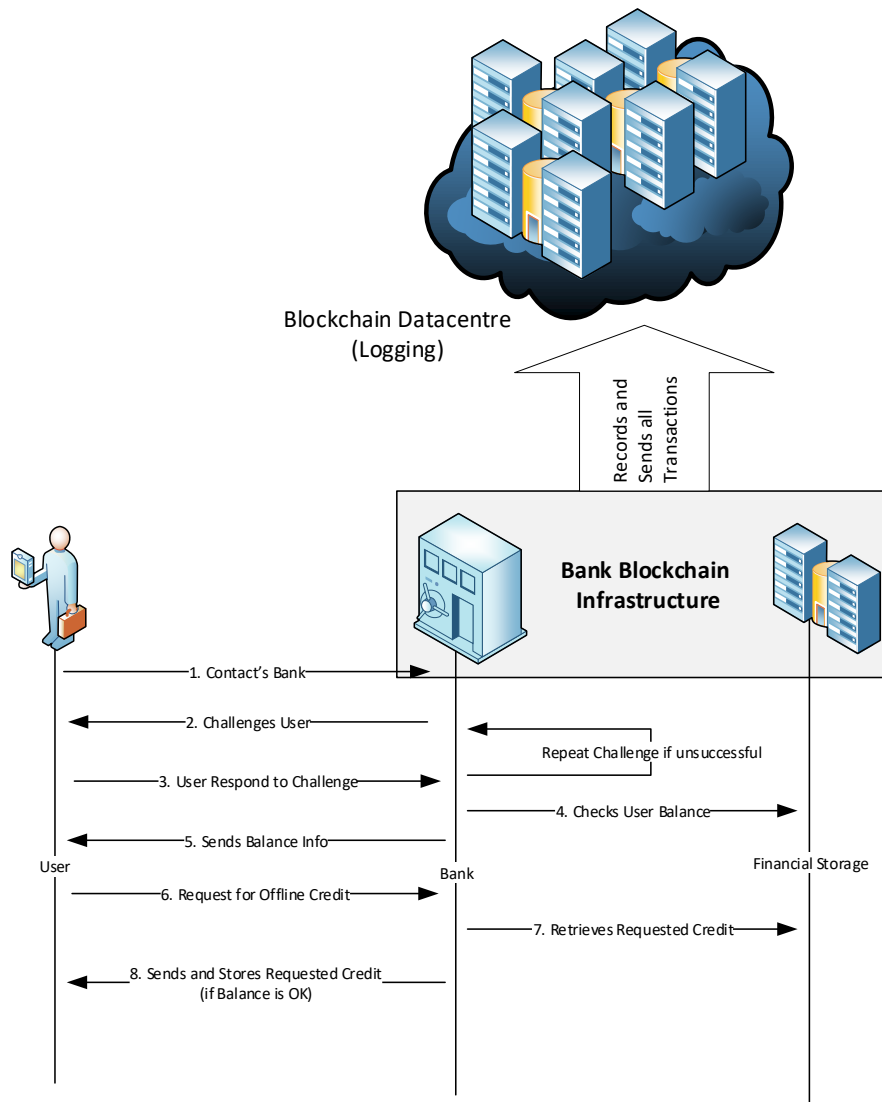 Blockchain Datacentre
(Logging)
Records and
Sends all
Transactions
Bank Blockchain
Infrastructure
1. Contact's Bank
2. Challenges User
Repeat Challenge if unsuccessful
3. User Respond to Challenge
4. Checks User Balance
5. Sends Balance Info
User
Bank
Financial Storage
6. Request for Offline Credit
7. Retrieves Requested Credit
8. Sends and Stores Requested Credit
(if Balance is OK)